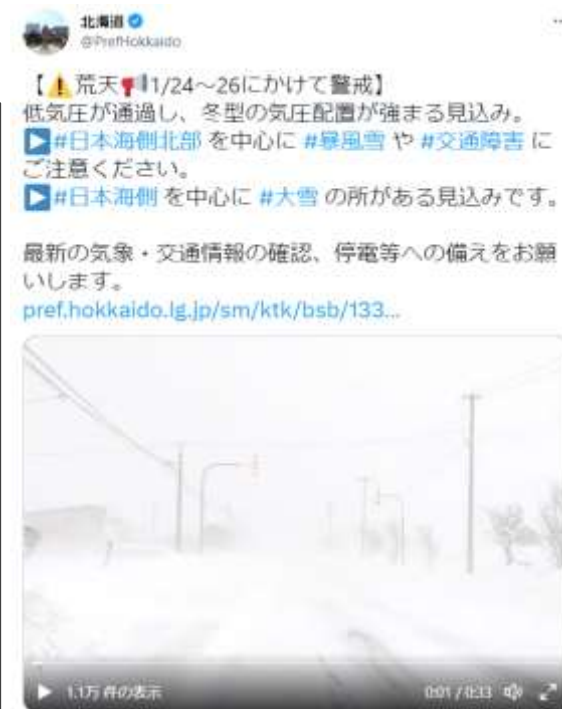 北海道
@PrefHokkaido
【⚠荒天📢1/24～26にかけて警戒】
低気圧が通過し、冬型の気圧配置が強まる見込み。
▶#日本海側北部 を中心に #暴風雪 や #交通障害 に
ご注意ください。
▶#日本海側 を中心に #大雪 の所がある見込みです。
最新の気象・交通情報の確認、停電等への備えをお願
いします。
pref.hokkaido.lg.jp/sm/ktk/bsb/133...
1.1万 件の表示
0:01 / 0:33